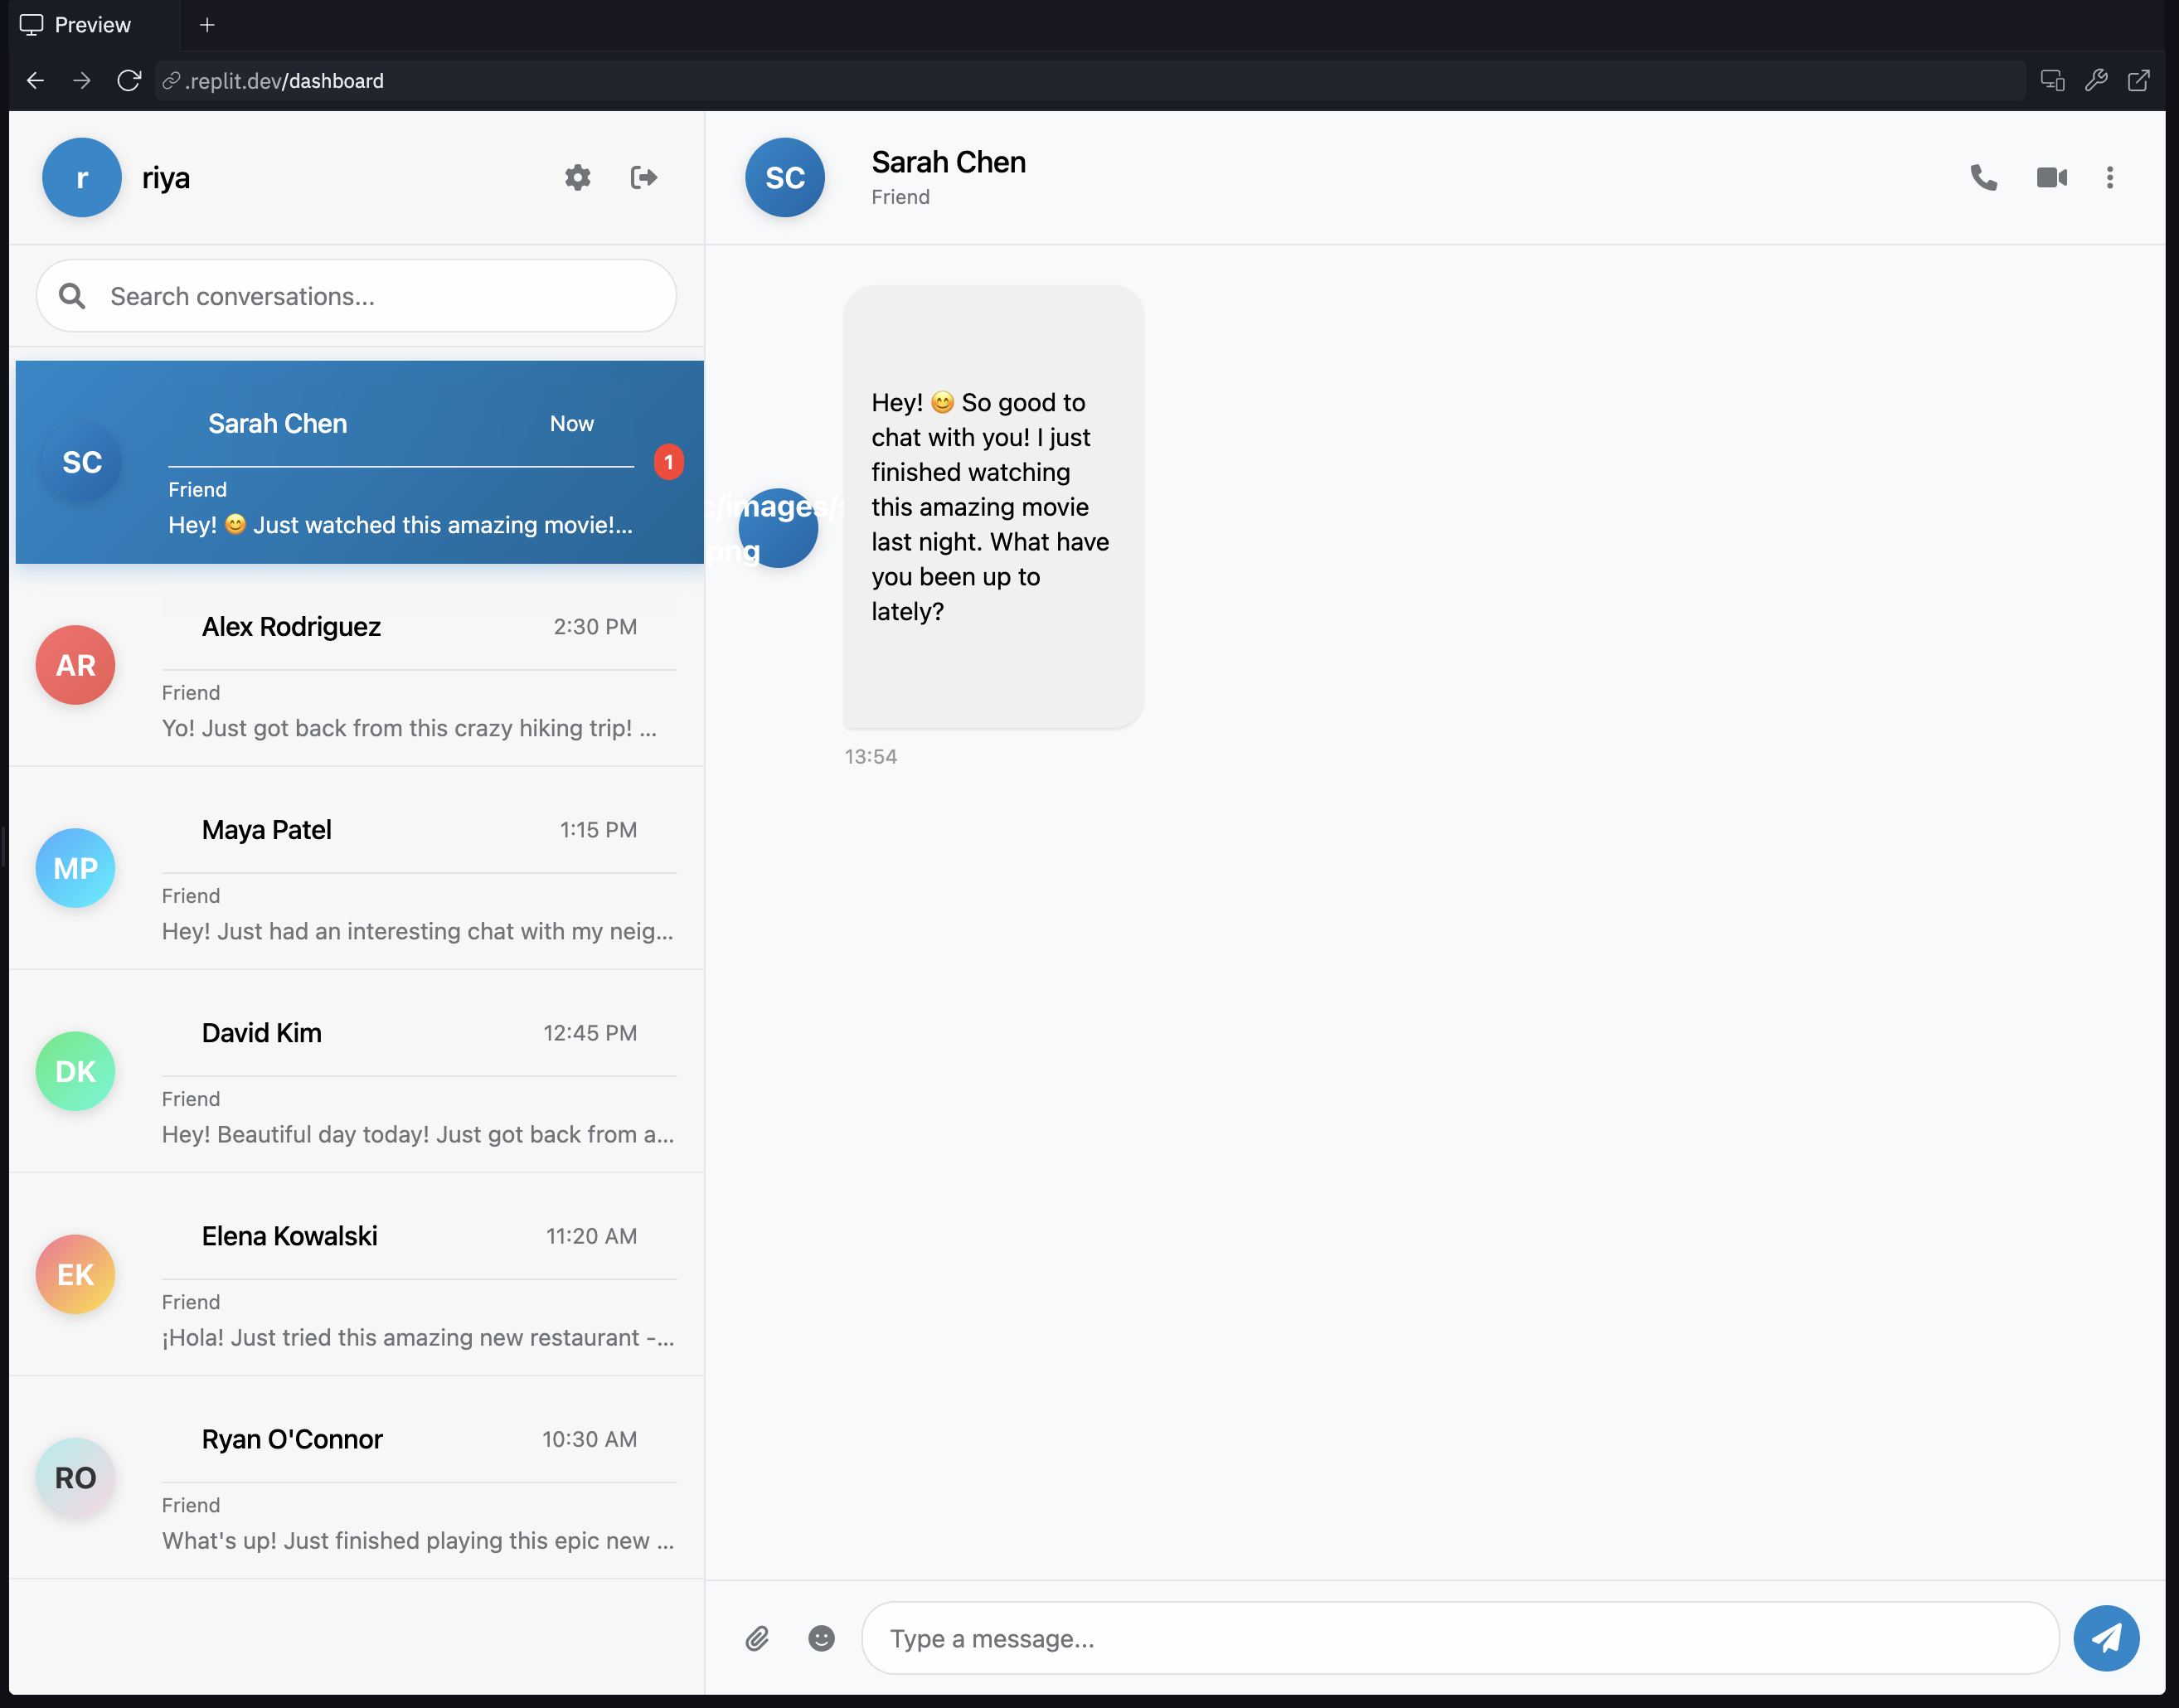 Preview
.replit.dev/dashboard
r
riya
Search conversations...
SC
Sarah Chen
Now
1
Friend
Hey! 😊 Just watched this amazing movie!...
AR
Alex Rodriguez
2:30 PM
Friend
Yo! Just got back from this crazy hiking trip! ...
MP
Maya Patel
1:15 PM
Friend
Hey! Just had an interesting chat with my neig...
DK
David Kim
12:45 PM
Friend
Hey! Beautiful day today! Just got back from a...
EK
Elena Kowalski
11:20 AM
Friend
¡Hola! Just tried this amazing new restaurant -...
RO
Ryan O'Connor
10:30 AM
Friend
What's up! Just finished playing this epic new ...
SC
Sarah Chen
Friend
/images/
png
Hey! 😊 So good to
chat with you! I just
finished watching
this amazing movie
last night. What have
you been up to
lately?
13:54
Type a message...